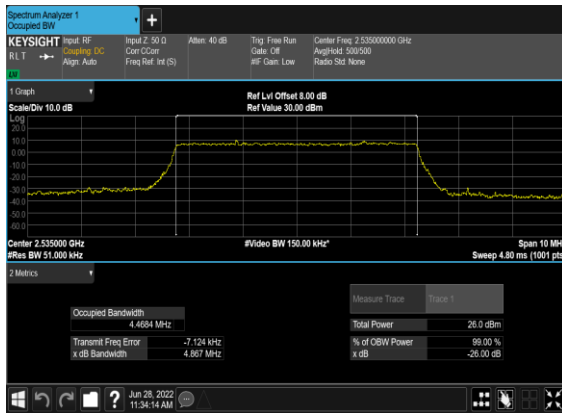 Spectrum Analyzer 1
Occupied BW
+
KEYSIGHT Input: RF Input Z: 50 Ω Atten: 40 dB Trig: Free Run Center Freq: 2.535000000 GHz
RLT Coupling: DC Corr CCorr Gate: Off Avg|Hold: 500/500
Align: Auto Freq Ref: Int (S) #IF Gain: Low Radio Std: None
1 Graph
Scale/Div 10.0 dB
Ref Lvl Offset 8.00 dB
Ref Value 30.00 dBm
Log
20.0
10.0
0.00
-10.0
-20.0
-30.0
-40.0
-50.0
-60.0
Center 2.535000 GHz #Video BW 150.00 kHz* Span 10 MH
#Res BW 51.000 kHz Sweep 4.80 ms (1001 pts
2 Metrics
Measure Trace Trace 1
Occupied Bandwidth
4.4684 MHz
Total Power 26.0 dBm
Transmit Freq Error -7.124 kHz % of OBW Power 99.00 %
x dB Bandwidth 4.867 MHz x dB -26.00 dB
? Jun 28, 2022
11:34:14 AM